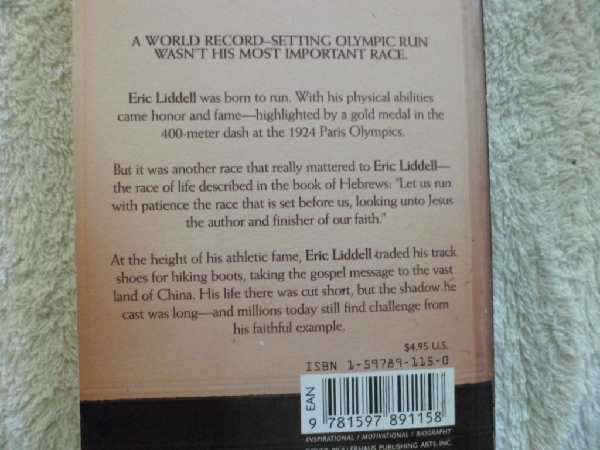 A WORLD RECORD–SETTING OLYMPIC RUN
WASN'T HIS MOST IMPORTANT RACE.
Eric Liddell was born to run. With his physical abilities
came honor and fame—highlighted by a gold medal in the
400-meter dash at the 1924 Paris Olympics.
But it was another race that really mattered to Eric Liddell—
the race of life described in the book of Hebrews: "Let us run
with patience the race that is set before us, looking unto Jesus
the author and finisher of our faith."
At the height of his athletic fame, Eric Liddell traded his track
shoes for hiking boots, taking the gospel message to the vast
land of China. His life there was cut short, but the shadow he
cast was long—and millions today still find challenge from
his faithful example.
$4.95 U.S.
ISBN 1-59789-115-0
EAN
9 781597 891158
INSPIRATIONAL / MOTIVATIONAL / BIOGRAPHY
PUBLISHING ARTS, INC.